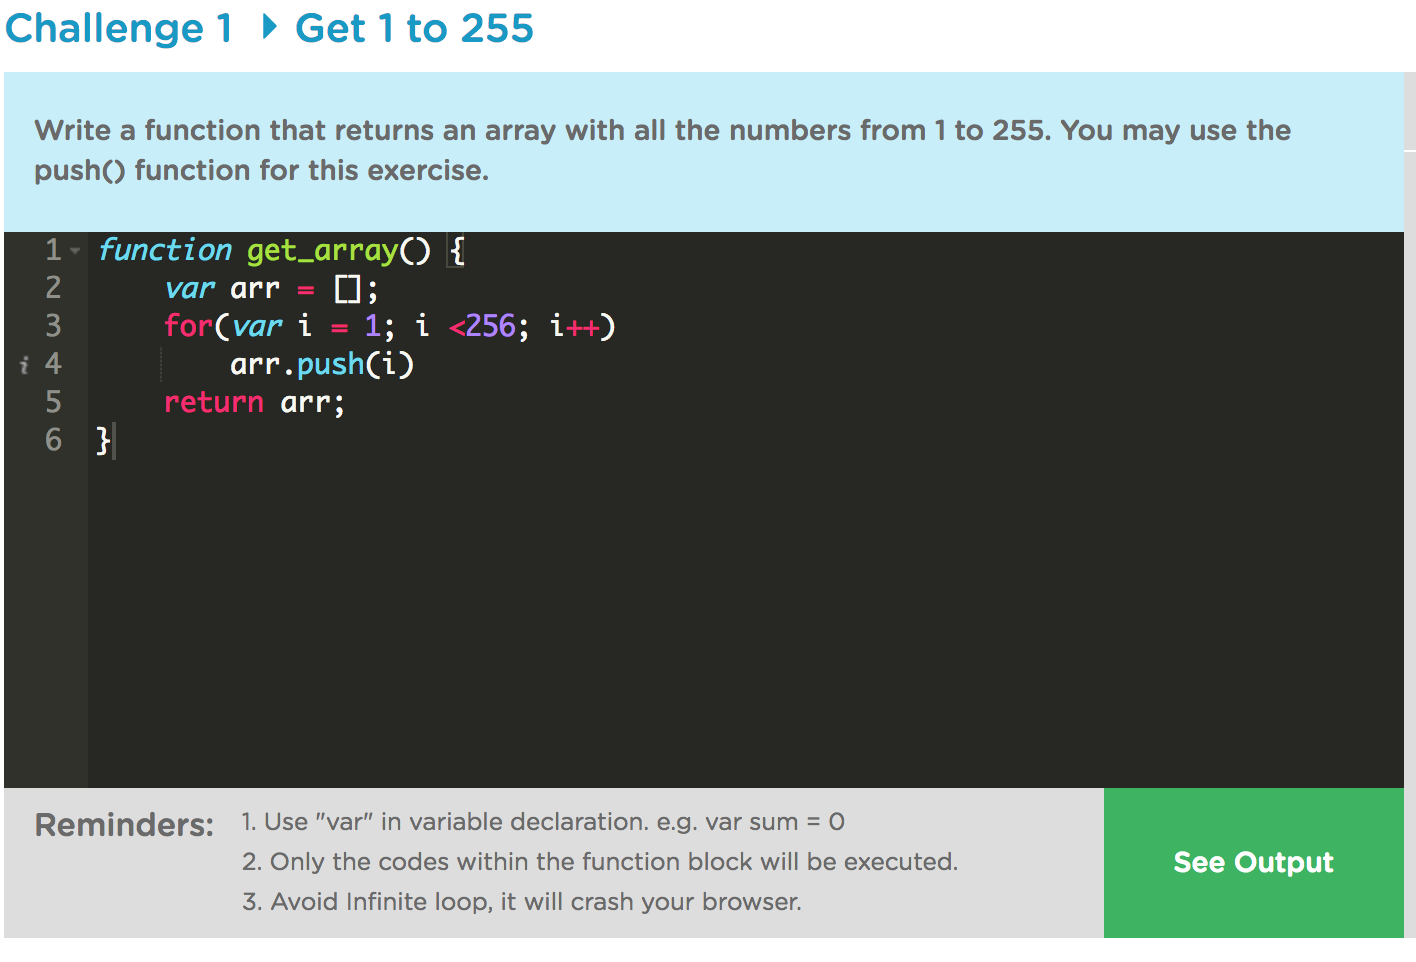 Challenge 1 ▸ Get 1 to 255
Write a function that returns an array with all the numbers from 1 to 255. You may use the
push() function for this exercise.
1 function get_array() {
2 var arr = [];
3 for(var i = 1; i <256; i++)
i 4 arr.push(i)
5 return arr;
6 }
Reminders:
1. Use "var" in variable declaration. e.g. var sum = 0
2. Only the codes within the function block will be executed.
3. Avoid Infinite loop, it will crash your browser.
See Output